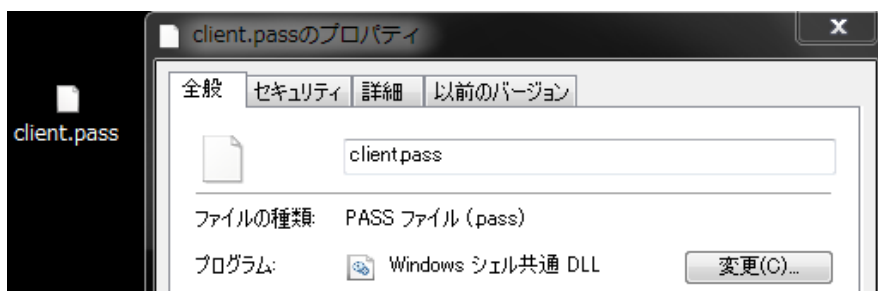 client.passのプロパティ
x
全般 セキュリティ 詳細 以前のバージョン
client.pass
client.pass
ファイルの種類: PASS ファイル (.pass)
プログラム: Windows シェル共通 DLL 変更(C)...